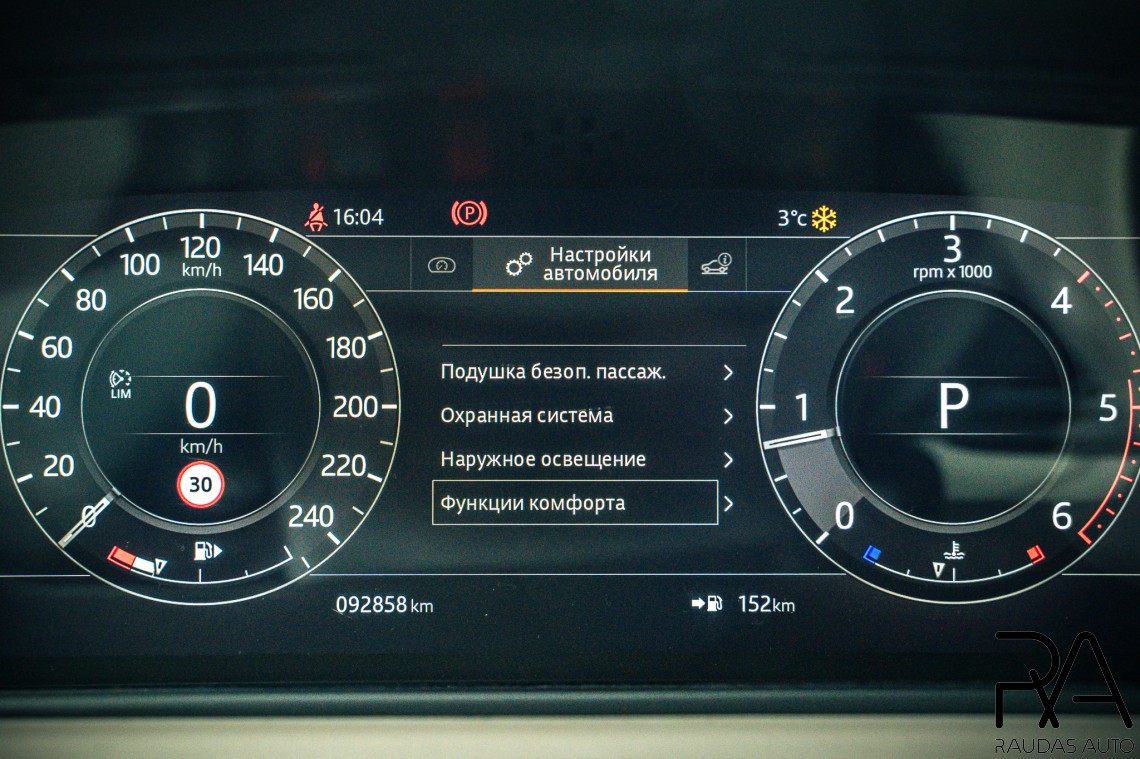 16:04
P
3°c
Настройки
автомобиля
i
0
20
40
60
80
100
120
km/h
140
160
180
200
220
240
LIM
0
km/h
30
Подушка безоп. пассаж.
Охранная система
Наружное освещение
Функции комфорта
0
1
2
3
rpm x 1000
4
5
6
P
092858 km
152km
RA
RAUDAS AUTO